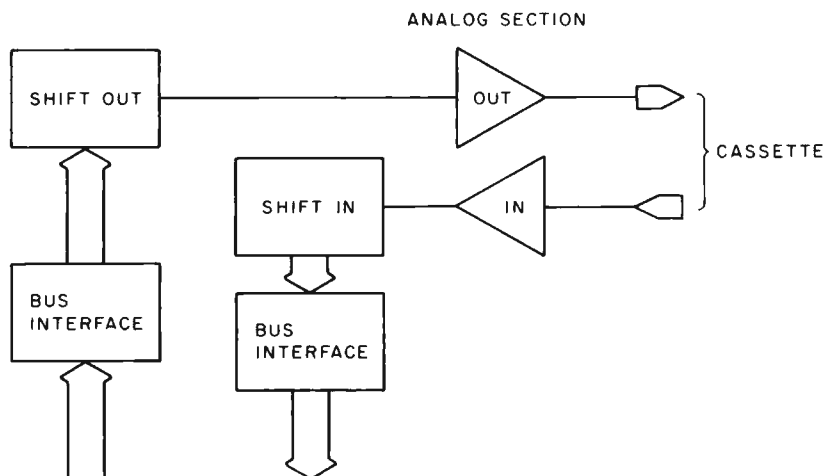 ANALOG SECTION
SHIFT OUT
OUT
CASSETTE
SHIFT IN
IN
BUS
INTERFACE
BUS
INTERFACE